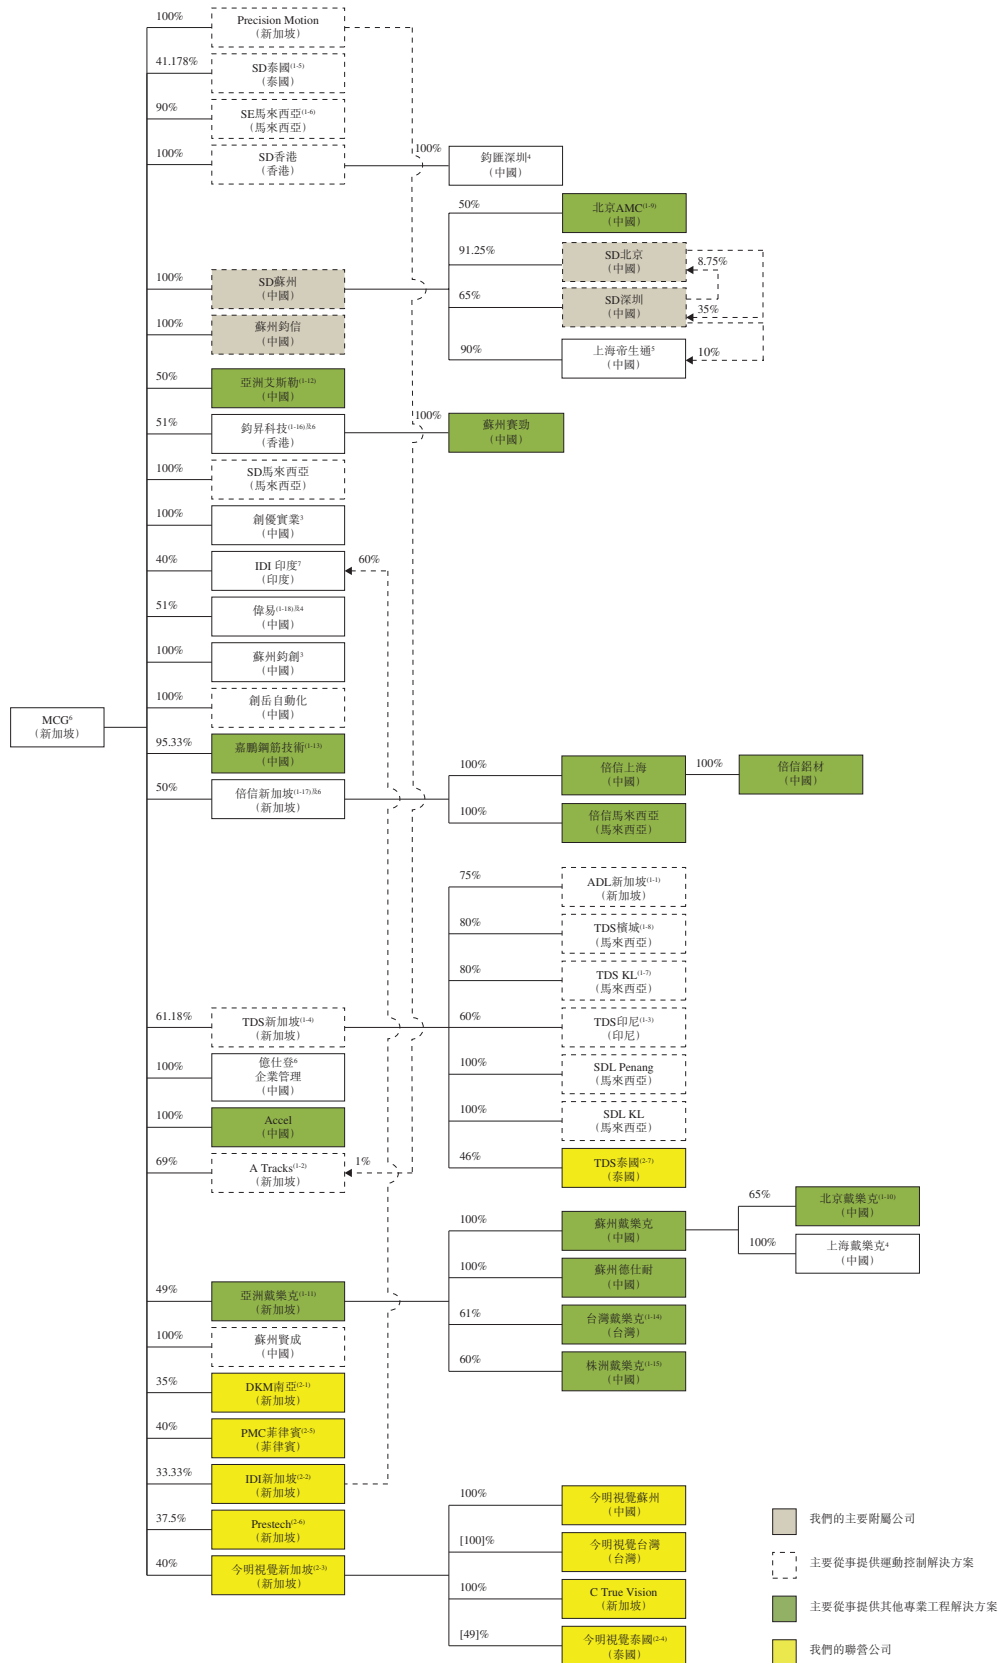 100%
Precision Motion
(新加坡)
41.178%
SD泰國(1-5)
(泰國)
90%
SE馬來西亞(1-6)
(馬來西亞)
100%
SD香港
(香港)
100%
鈞匯深圳4
(中國)
50%
北京AMC(1-9)
(中國)
91.25%
SD北京
(中國)
8.75%
100%
SD蘇州
(中國)
65%
SD深圳
(中國)
35%
100%
蘇州鈞信
(中國)
90%
上海帝生通5
(中國)
10%
50%
亞洲艾斯勒(1-12)
(中國)
51%
鈞昇科技(1-16)及6
(香港)
100%
蘇州賽勁
(中國)
100%
SD馬來西亞
(馬來西亞)
100%
創優實業3
(中國)
40%
IDI 印度7
(印度)
60%
51%
偉易(1-18)及4
(中國)
100%
蘇州鈞創3
(中國)
100%
創岳自動化
(中國)
MCG6
(新加坡)
95.33%
嘉鵬鋼筋技術(1-13)
(中國)
50%
倍信新加坡(1-17)及6
(新加坡)
100%
倍信上海
(中國)
100%
倍信鋁材
(中國)
100%
倍信馬來西亞
(馬來西亞)
75%
ADL新加坡(1-1)
(新加坡)
80%
TDS檳城(1-8)
(馬來西亞)
80%
TDS KL(1-7)
(馬來西亞)
61.18%
TDS新加坡(1-4)
(新加坡)
60%
TDS印尼(1-3)
(印尼)
100%
億仕登6
企業管理
(中國)
100%
SDL Penang
(馬來西亞)
100%
Accel
(中國)
100%
SDL KL
(馬來西亞)
69%
A Tracks(1-2)
(新加坡)
1%
46%
TDS泰國(2-7)
(泰國)
100%
蘇州戴樂克
(中國)
65%
北京戴樂克(1-10)
(中國)
100%
上海戴樂克4
(中國)
100%
蘇州德仕耐
(中國)
49%
亞洲戴樂克(1-11)
(新加坡)
61%
台灣戴樂克(1-14)
(台灣)
100%
蘇州賢成
(中國)
60%
株洲戴樂克(1-15)
(中國)
35%
DKM南亞(2-1)
(新加坡)
40%
PMC菲律賓(2-5)
(菲律賓)
33.33%
IDI新加坡(2-2)
(新加坡)
37.5%
Prestech(2-6)
(新加坡)
40%
今明視覺新加坡(2-3)
(新加坡)
100%
今明視覺蘇州
(中國)
[100]%
今明視覺台灣
(台灣)
100%
C True Vision
(新加坡)
[49]%
今明視覺泰國(2-4)
(泰國)
我們的主要附屬公司
主要從事提供運動控制解決方案
主要從事提供其他專業工程解決方案
我們的聯營公司